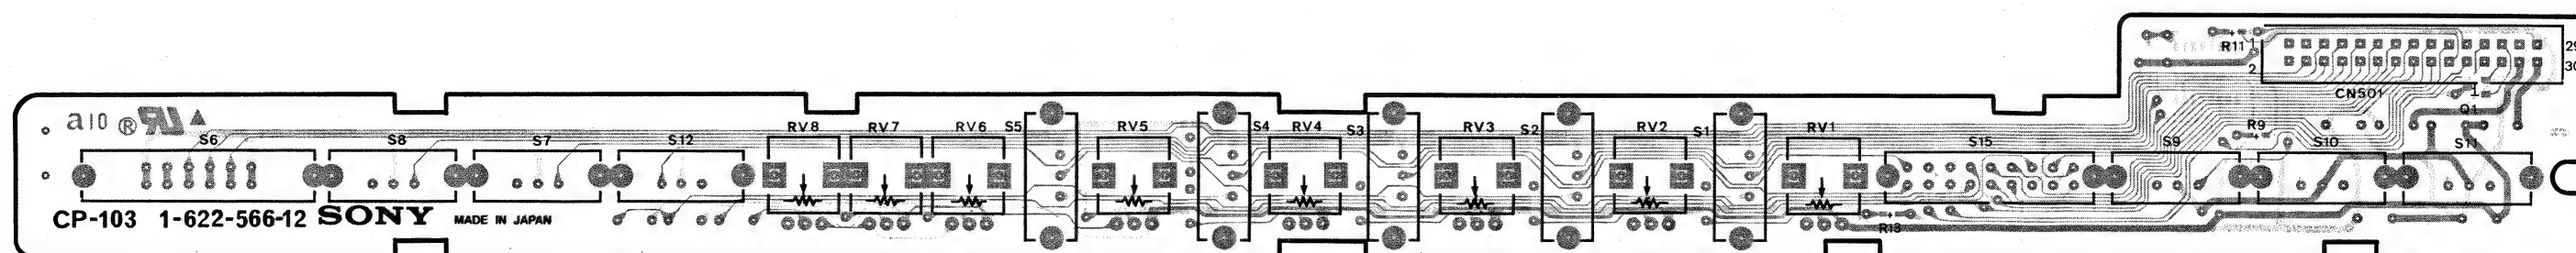 R11 1
2
29
30
CN501
1
Q1
a10 ® RU
S6
S8
S7
S12
RV8
RV7
RV6
S5
RV5
S4
RV4
S3
RV3
S2
RV2
S1
RV1
S15
S9
R9
S10
S11
CP-103 1-622-566-12 SONY MADE IN JAPAN
R13